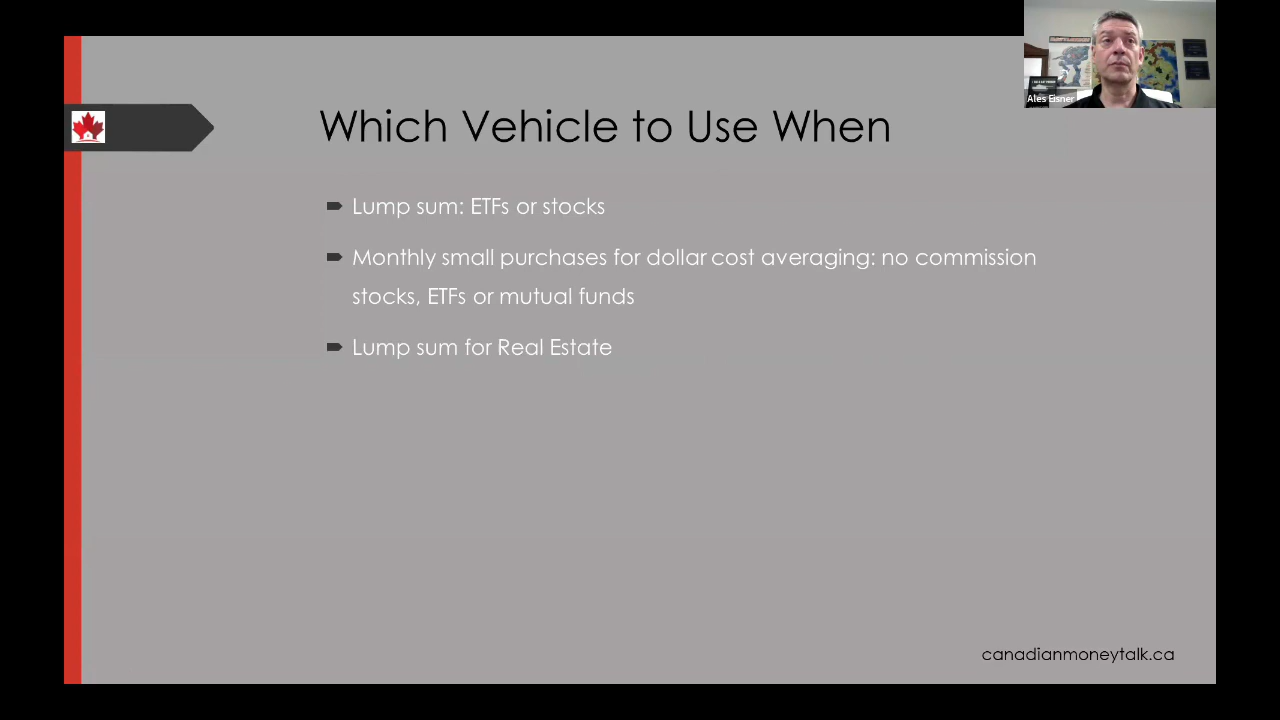 Ales Eisner
Which Vehicle to Use When
Lump sum: ETFs or stocks
Monthly small purchases for dollar cost averaging: no commission
stocks, ETFs or mutual funds
Lump sum for Real Estate
canadianmoneytalk.ca